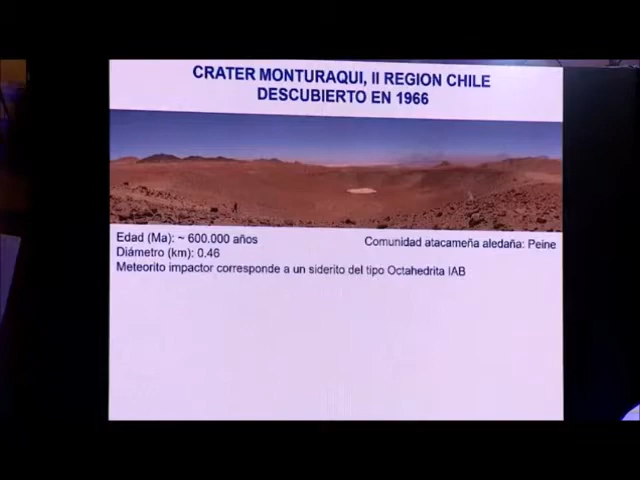 CRATER MONTURAQUI, II REGION CHILE
DESCUBIERTO EN 1966
Edad (Ma): ~ 600.000 años
Comunidad atacameña aledaña: Peine
Diámetro (km): 0.46
Meteorito impactor corresponde a un siderito del tipo Octahedrita IAB